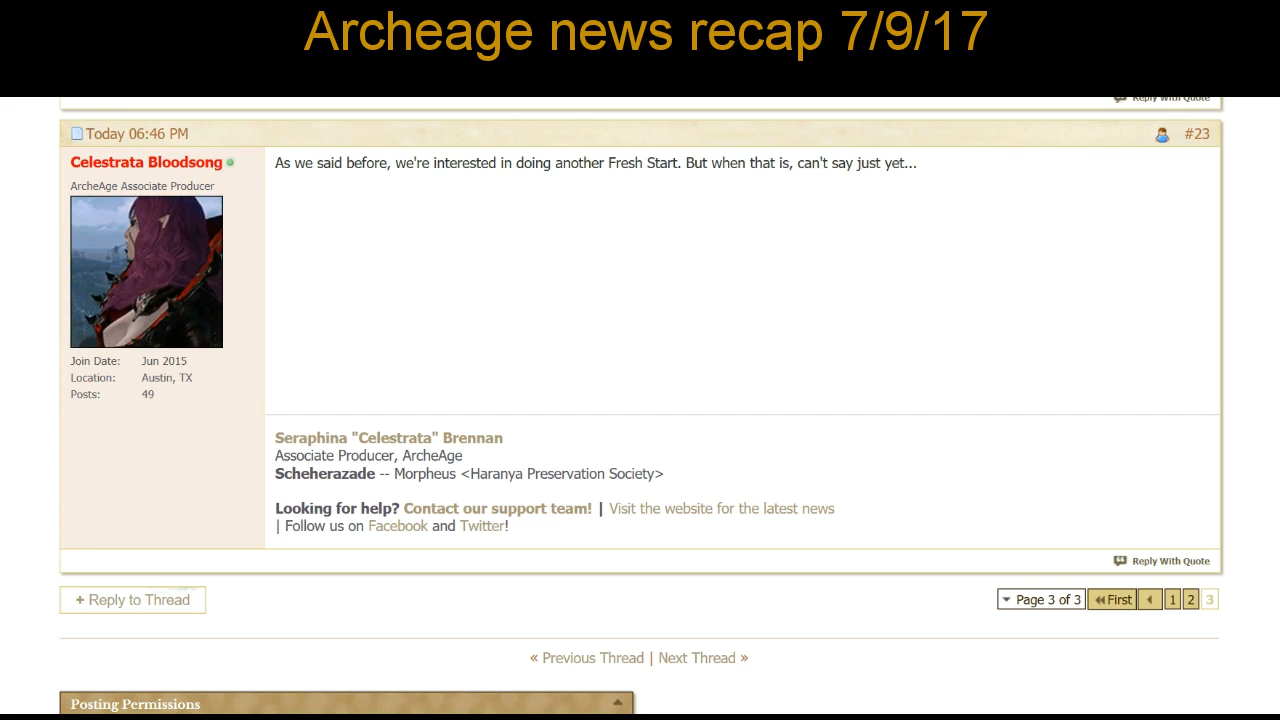 Archeage news recap 7/9/17
Reply With Quote
Today 06:46 PM
#23
Celestrata Bloodsong
ArcheAge Associate Producer
As we said before, we're interested in doing another Fresh Start. But when that is, can't say just yet...
Join Date: Jun 2015
Location: Austin, TX
Posts: 49
Seraphina "Celestrata" Brennan
Associate Producer, ArcheAge
Scheherazade -- Morpheus <Haranya Preservation Society>
Looking for help? Contact our support team! | Visit the website for the latest news
| Follow us on Facebook and Twitter!
Reply With Quote
+ Reply to Thread
Page 3 of 3 First 1 2 3
« Previous Thread | Next Thread »
Posting Permissions